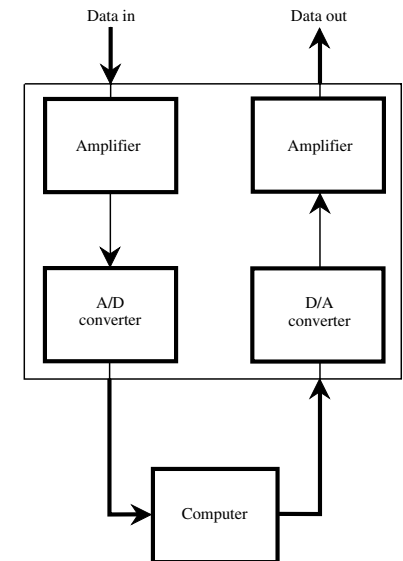 Data in
Data out
Amplifier
Amplifier
A/D
converter
D/A
converter
Computer